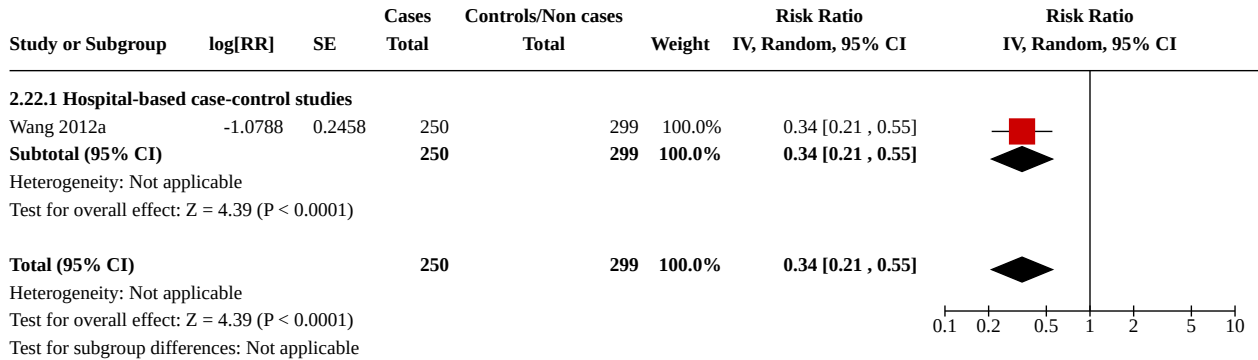 Cases Controls/Non cases Risk Ratio Risk Ratio
Study or Subgroup log[RR] SE Total Total Weight IV, Random, 95% CI IV, Random, 95% CI
2.22.1 Hospital-based case-control studies
Wang 2012a -1.0788 0.2458 250 299 100.0% 0.34 [0.21 , 0.55]
Subtotal (95% CI) 250 299 100.0% 0.34 [0.21 , 0.55]
Heterogeneity: Not applicable
Test for overall effect: Z = 4.39 (P < 0.0001)
Total (95% CI) 250 299 100.0% 0.34 [0.21 , 0.55]
Heterogeneity: Not applicable
Test for overall effect: Z = 4.39 (P < 0.0001)
0.1 0.2 0.5 1 2 5 10
Test for subgroup differences: Not applicable